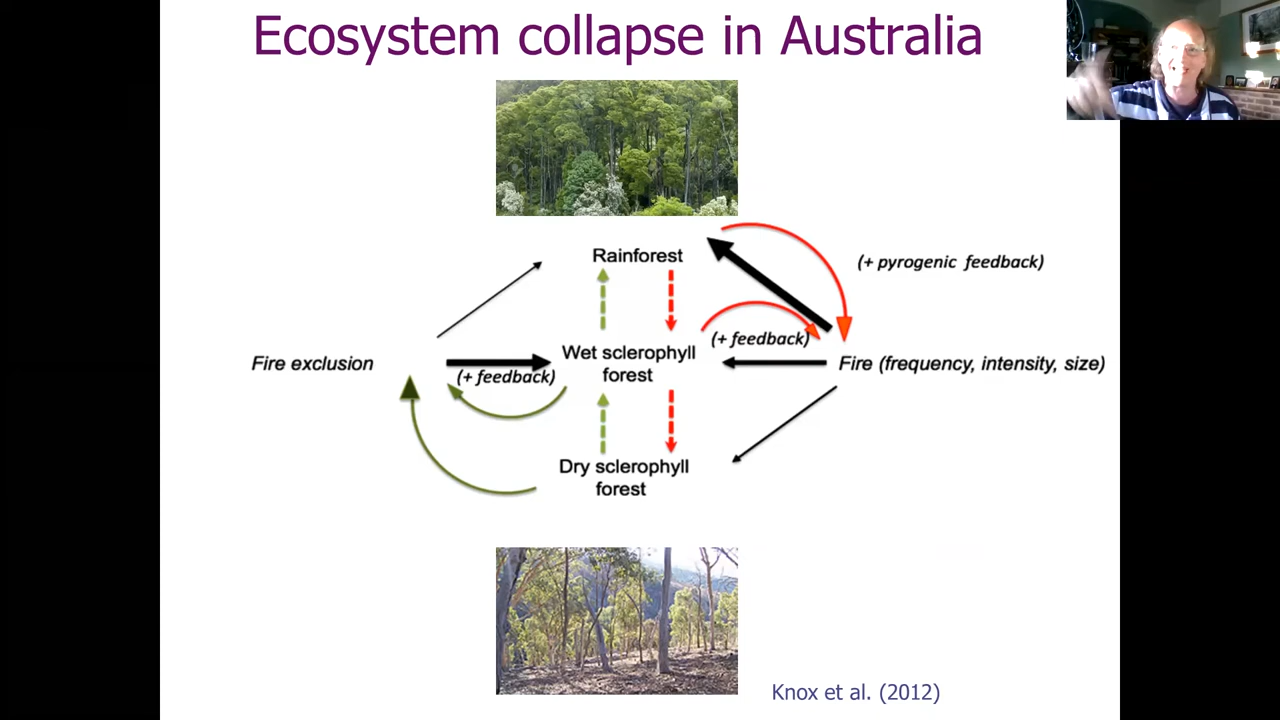 Ecosystem collapse in Australia
Rainforest
(+ pyrogenic feedback)
(+ feedback)
Fire exclusion
(+ feedback)
Wet sclerophyll
forest
Fire (frequency, intensity, size)
Dry sclerophyll
forest
Knox et al. (2012)